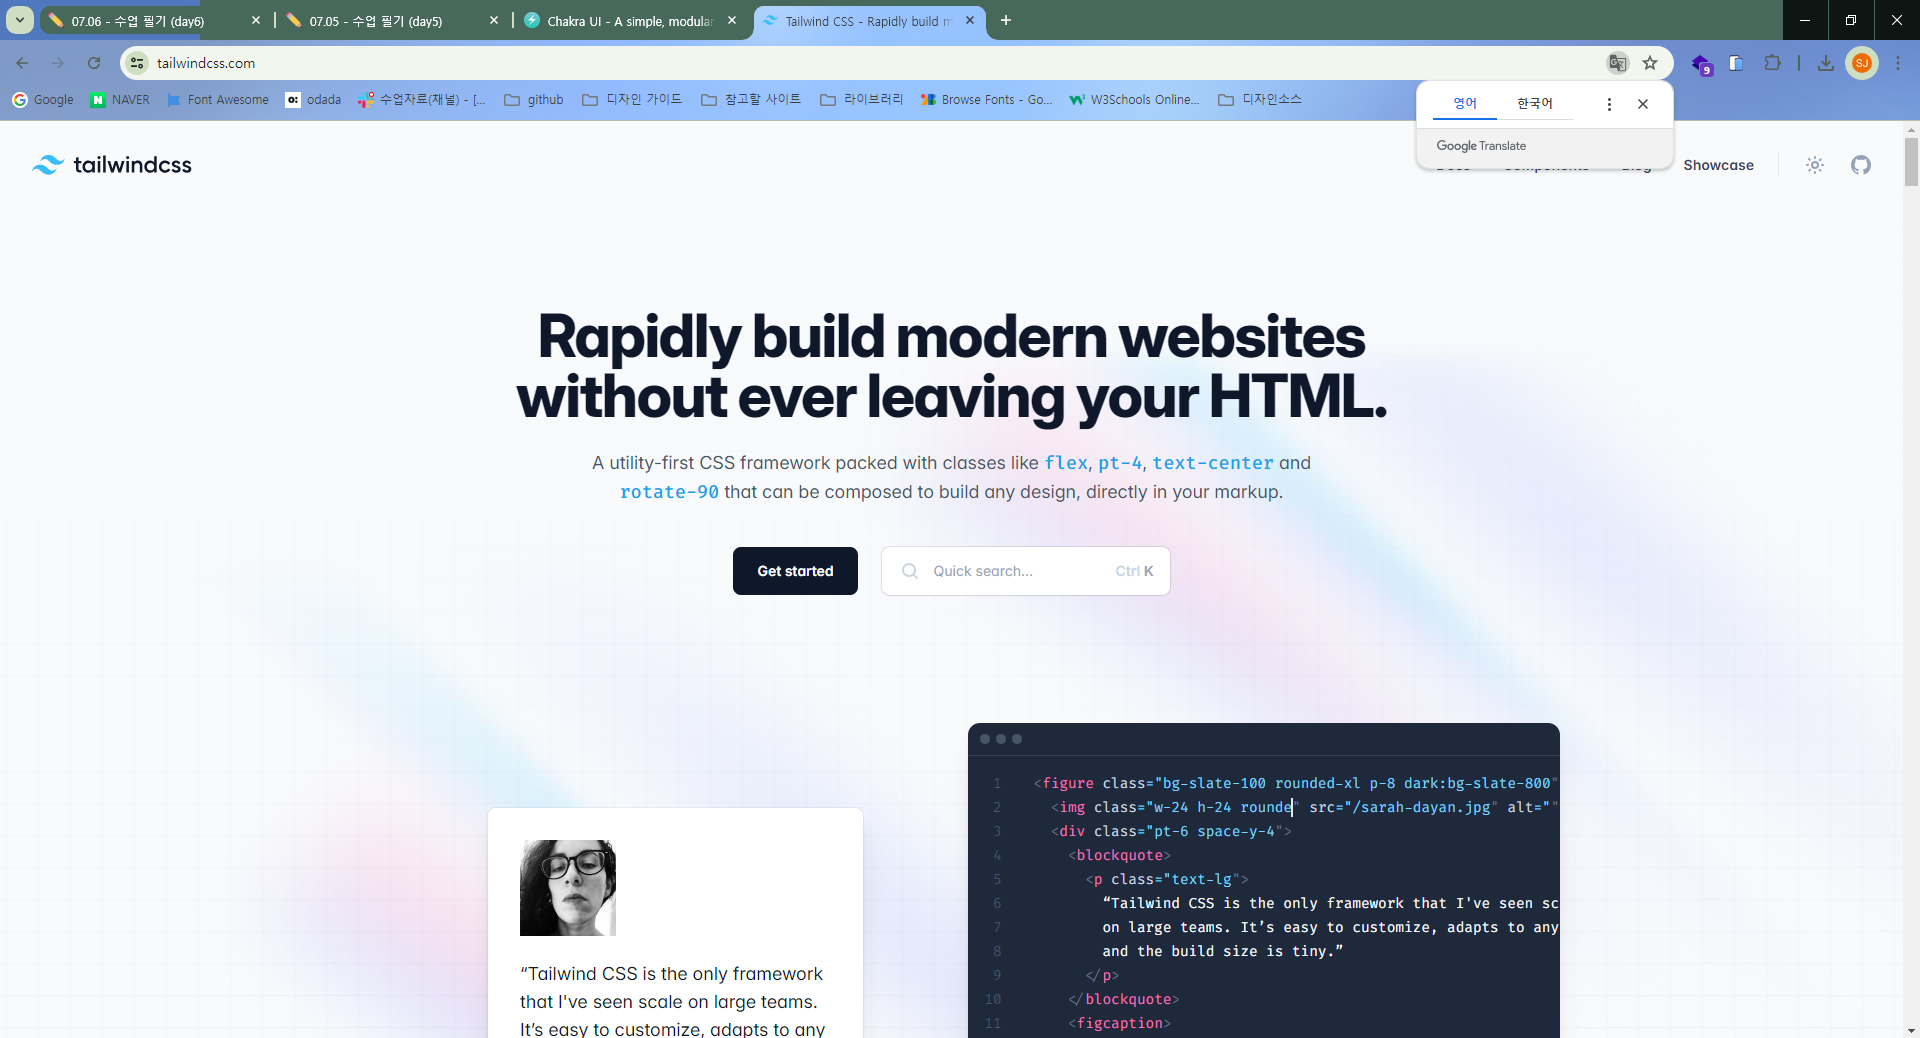 07.06 - 수업 필기 (day6)
07.05 - 수업 필기 (day5)
Chakra UI - A simple, modular
Tailwind CSS - Rapidly build m
tailwindcss.com
SJ
9
Google
NAVER
Font Awesome
odada
수업자료(채널) - [...
github
디자인 가이드
참고할 사이트
라이브러리
Browse Fonts - Go...
W3Schools Online...
디자인소스
영어
한국어
Google Translate
tailwindcss
Docs
Components
Blog
Showcase
Rapidly build modern websites
without ever leaving your HTML.
A utility-first CSS framework packed with classes like flex, pt-4, text-center and
rotate-90 that can be composed to build any design, directly in your markup.
Get started
Quick search...
Ctrl K
1 <figure class="bg-slate-100 rounded-xl p-8 dark:bg-slate-800"
2 <img class="w-24 h-24 rounde" src="/sarah-dayan.jpg" alt=""
3 <div class="pt-6 space-y-4">
4 <blockquote>
5 <p class="text-lg">
6 “Tailwind CSS is the only framework that I've seen sc
7 on large teams. It’s easy to customize, adapts to any
8 and the build size is tiny.”
9 </p>
10 </blockquote>
11 <figcaption>
“Tailwind CSS is the only framework
that I've seen scale on large teams.
It’s easy to customize, adapts to any